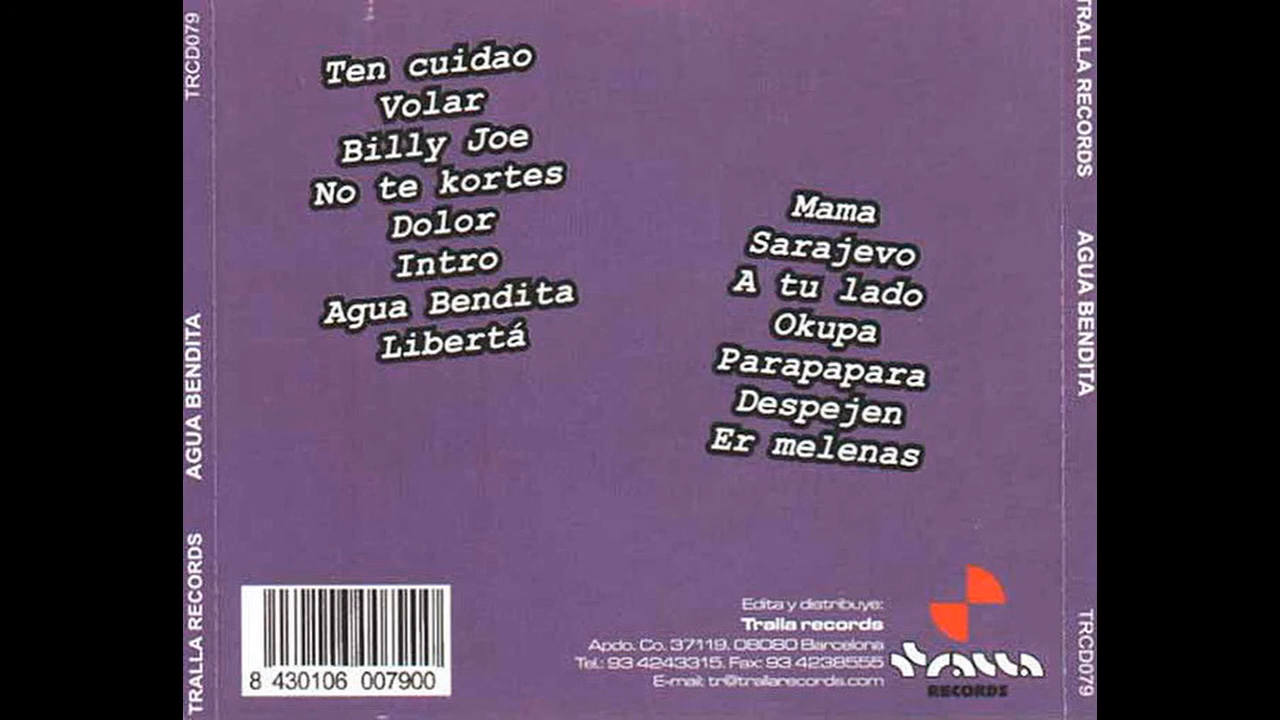 TRCD079
AGUA BENDITA
TRALLA RECORDS
Ten cuidao
Volar
Billy Joe
No te kortes
Dolor
Intro
Agua Bendita
Libertá
Mama
Sarajevo
A tu lado
Okupa
Parapapara
Despejen
Er melenas
8 430106 007900
Edita y distribuye:
Tralla records
Apdo. Co. 37119. 08080 Barcelona
Tel.: 93 4243315. Fax: 93 4238555
E-mail: tr@trallarecords.com
tralla
RECORDS
TRALLA RECORDS
AGUA BENDITA
TRCD079